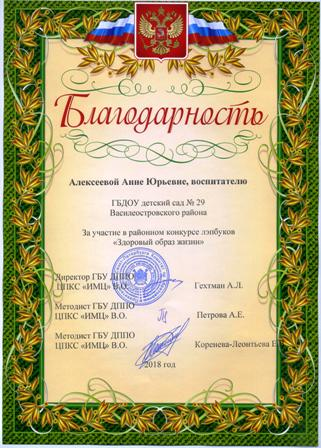 Благодарность
Алексеевой Анне Юрьевне, воспитателю
ГБДОУ детский сад № 29
Василеостровского района
За участие в районном конкурсе лэпбуков
«Здоровый образ жизни»
Директор ГБУ ДППО
ЦПКС «ИМЦ» В.О. Гехтман А.Л.
Методист ГБУ ДППО
ЦПКС «ИМЦ» В.О. Петрова А.Е.
Методист ГБУ ДППО
ЦПКС «ИМЦ» В.О. Коренева-Леонтьева Е.
2018 год